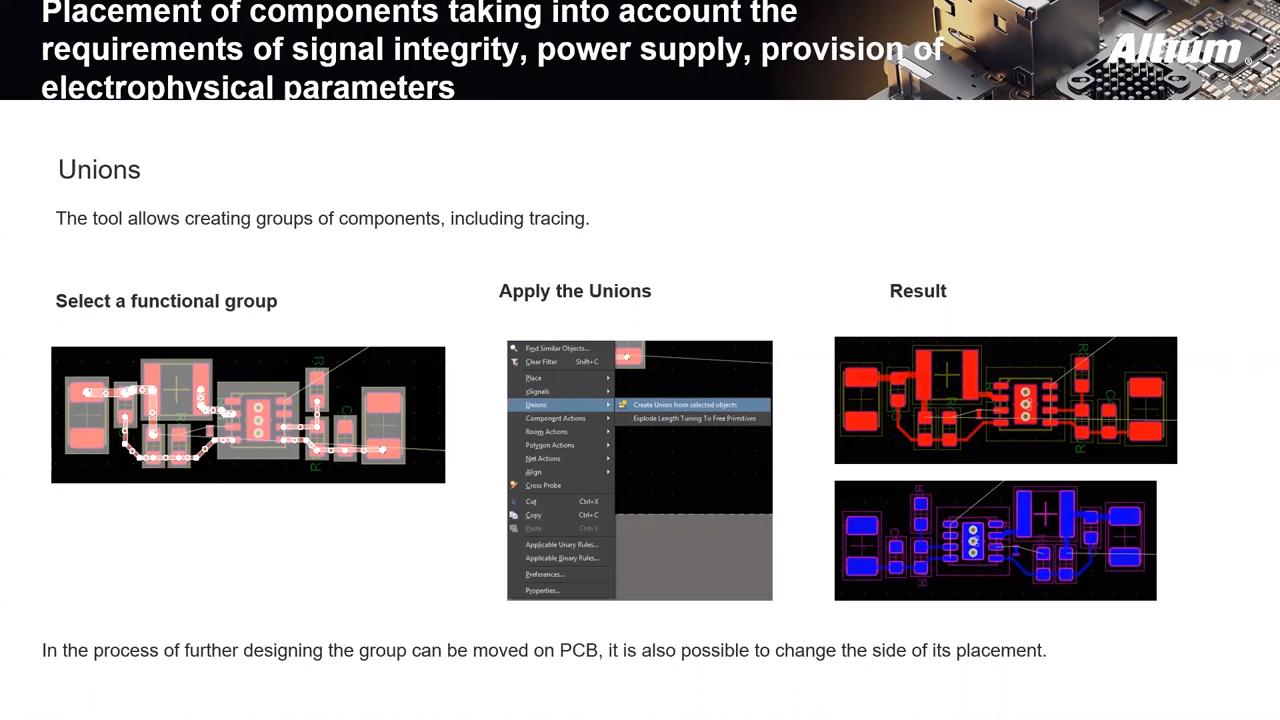 Placement of components taking into account the
requirements of signal integrity, power supply, provision of
electrophysical parameters
Altium®
Unions
The tool allows creating groups of components, including tracing.
Select a functional group
Apply the Unions
Result
Find Similar Objects...
Clear Filter Shift+C
Place
xSignals
Unions
Create Union from selected objects
Component Actions
Explode Length Tuning To Free Primitives
Room Actions
Polygon Actions
Net Actions
Align
Cross Probe
Cut Ctrl+X
Copy Ctrl+C
Paste Ctrl+V
Applicable Unary Rules...
Applicable Binary Rules...
Preferences...
Properties...
In the process of further designing the group can be moved on PCB, it is also possible to change the side of its placement.